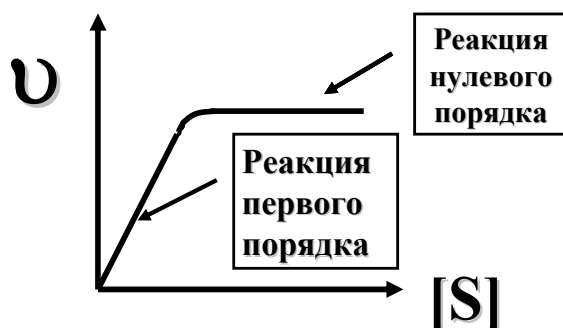 υ
Реакция
нулевого
порядка
Реакция
первого
порядка
[S]